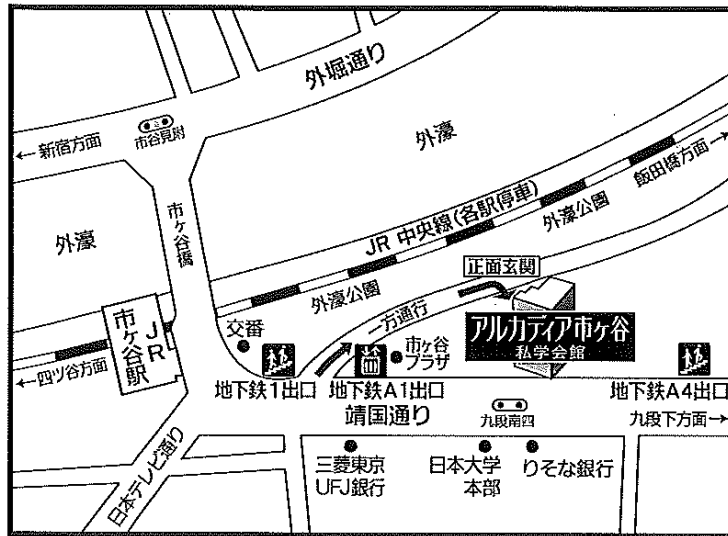 外堀通り
←新宿方面
市谷見附
外濠
飯田橋方面→
市ヶ谷橋
外濠
JR 中央線(各駅停車)
外濠公園
正面玄関
外濠公園
一方通行
アルカディア市ヶ谷
私学会館
交番
市ヶ谷
プラザ
JR
市ヶ谷駅
←四ツ谷方面
地下鉄1出口
地下鉄A1出口
地下鉄A4出口
靖国通り
九段南四
九段下方面→
日本テレビ通り
三菱東京
UFJ銀行
日本大学
本部
りそな銀行